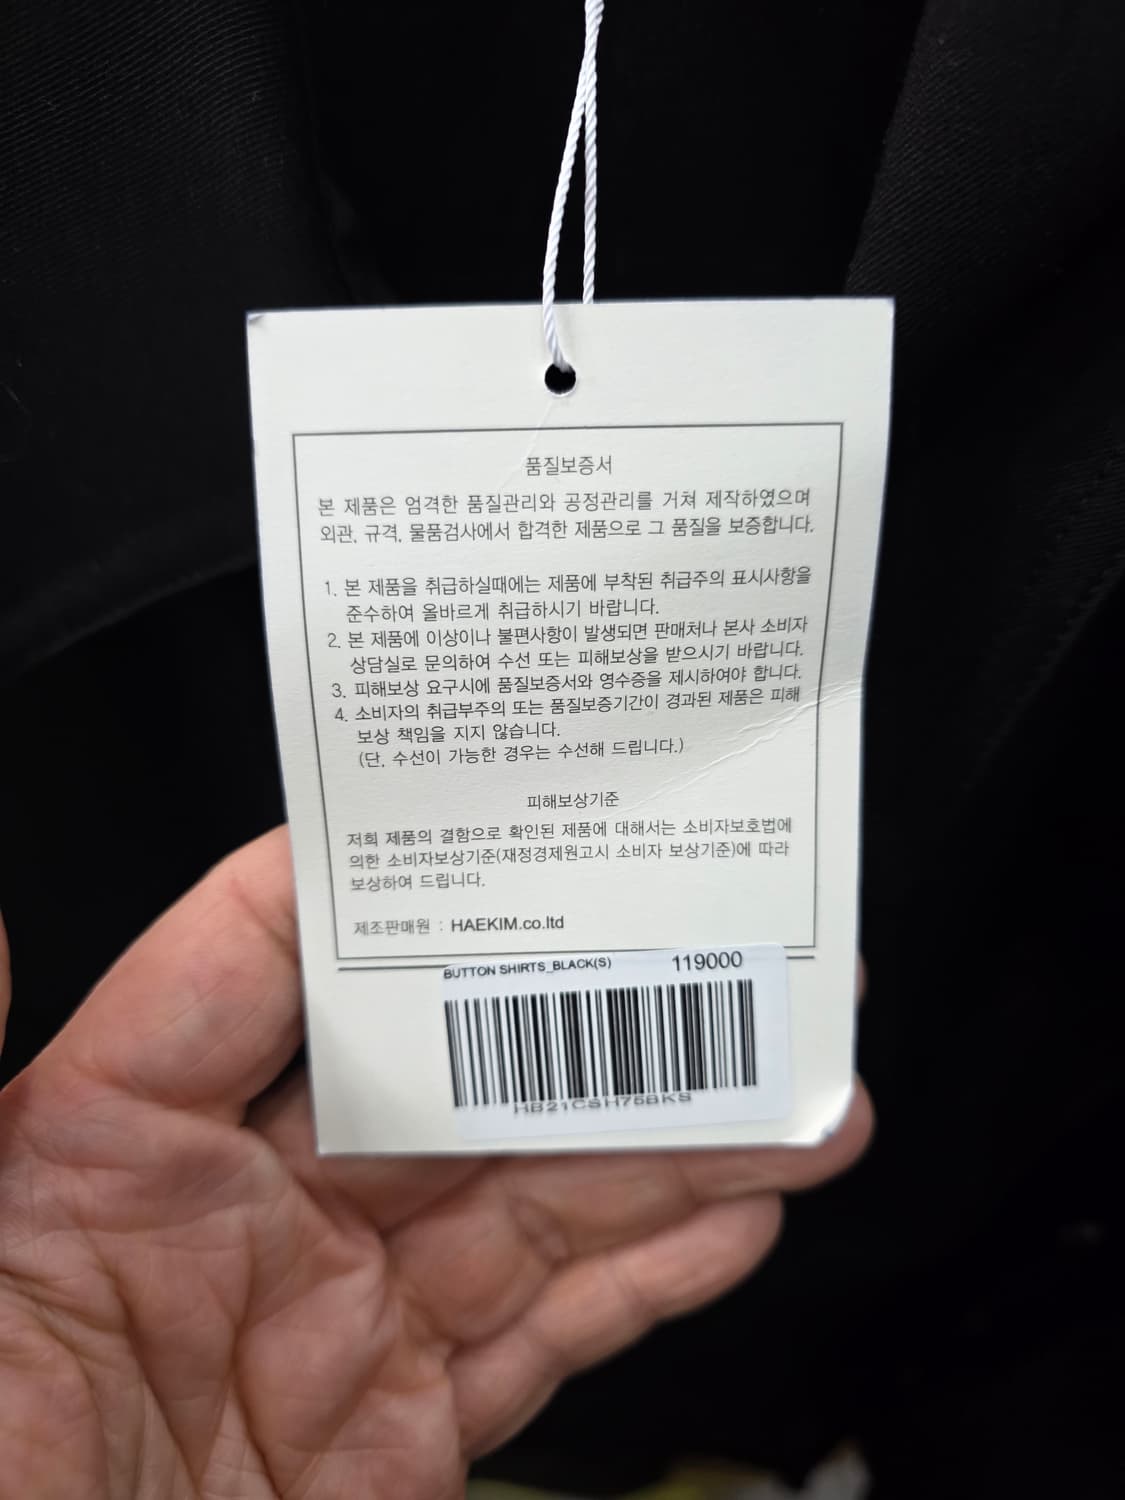 품질보증서
본 제품은 엄격한 품질관리와 공정관리를 거쳐 제작하였으며
외관, 규격, 물품검사에서 합격한 제품으로 그 품질을 보증합니다.
1. 본 제품을 취급하실때에는 제품에 부착된 취급주의 표시사항을
준수하여 올바르게 취급하시기 바랍니다.
2. 본 제품에 이상이나 불편사항이 발생되면 판매처나 본사 소비자
상담실로 문의하여 수선 또는 피해보상을 받으시기 바랍니다.
3. 피해보상 요구시에 품질보증서와 영수증을 제시하여야 합니다.
4. 소비자의 취급부주의 또는 품질보증기간이 경과된 제품은 피해
보상 책임을 지지 않습니다.
(단, 수선이 가능한 경우는 수선해 드립니다.)
피해보상기준
저희 제품의 결함으로 확인된 제품에 대해서는 소비자보호법에
의한 소비자보상기준(재정경제원고시 소비자 보상기준)에 따라
보상하여 드립니다.
제조판매원 : HAEKIM.co.ltd
BUTTON SHIRTS_BLACK(S) 119000
HB21CSH75BKS